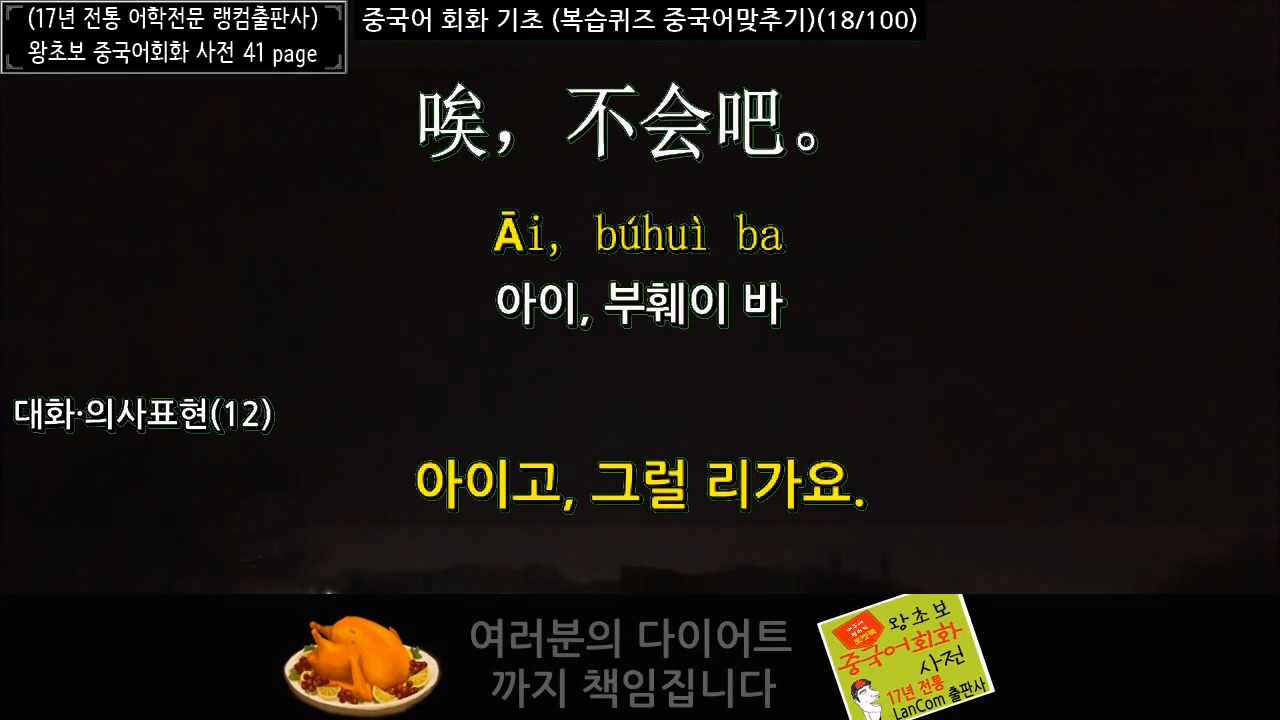 (17년 전통 어학전문 랭컴출판사)
왕초보 중국어회화 사전 41 page
중국어 회화 기초 (복습퀴즈 중국어맞추기)(18/100)
唉，不会吧。
Āi, búhuì ba
아이, 부훼이 바
대화·의사표현(12)
아이고, 그럴 리가요.
여러분의 다이어트
까지 책임집니다
왕초보
중국어회화
사전
17년 전통
LanCom 출판사